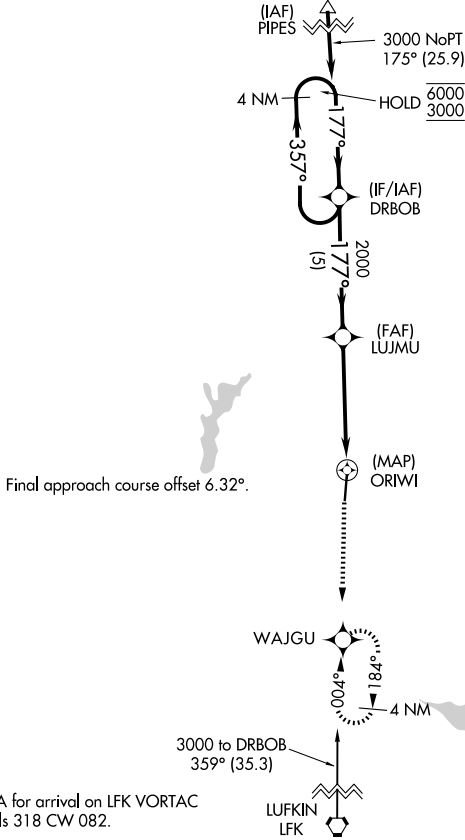 (IAF)
PIPES
3000 NoPT
175° (25.9)
4 NM
HOLD
6000
3000
177°
357°
(IF/IAF)
DRBOB
2000
177°
(5)
(FAF)
LUJMU
(MAP)
ORIWI
Final approach course offset 6.32°.
WAJGU
004°
184°
4 NM
3000 to DRBOB
359° (35.3)
A for arrival on LFK VORTAC
ls 318 CW 082.
LUFKIN
LFK